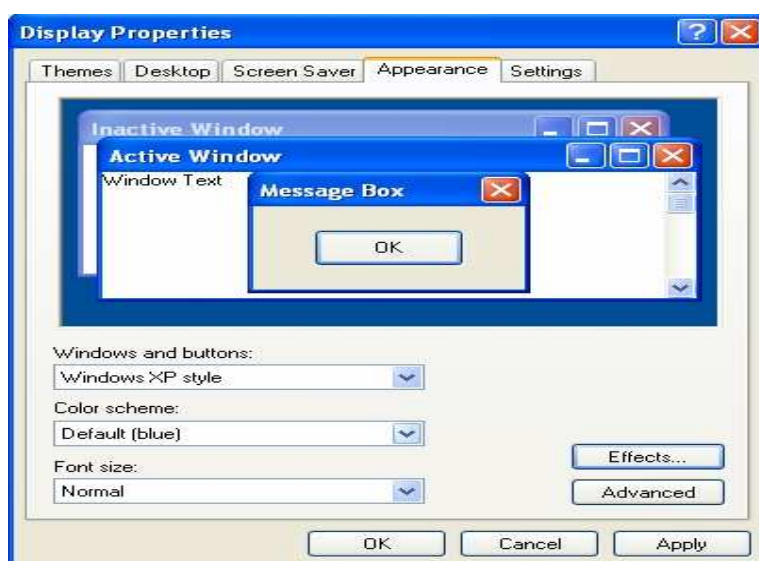 Display Properties
Themes Desktop Screen Saver Appearance Settings
Inactive Window
Active Window
Window Text
Message Box
OK
Windows and buttons:
Windows XP style
Color scheme:
Default (blue)
Font size:
Normal
Effects...
Advanced
OK Cancel Apply